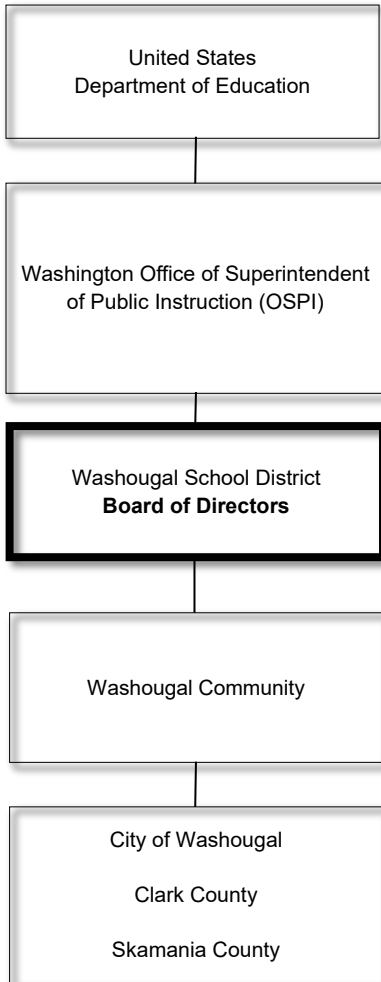 United States
Department of Education
Washington Office of Superintendent
of Public Instruction (OSPI)
Washougal School District
Board of Directors
Washougal Community
City of Washougal
Clark County
Skamania County